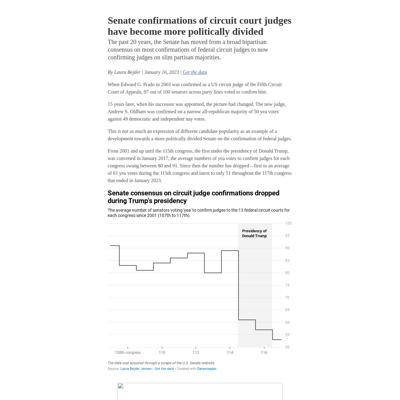 Senate confirmations of circuit court judges
have become more politically divided
The past 20 years, the Senate has moved from a broad bipartisan
consensus on most confirmations of federal circuit judges to now
confirming judges on slim partisan majorities.
By Laura Bejder | January 16, 2023 | Get the data
When Edward G. Prado in 2003 was confirmed as a US circuit judge of the Fifth Circuit
Court of Appeals, 97 out of 100 senators across party lines voted to confirm him.
15 years later, when his successor was appointed, the picture had changed. The new judge,
Andrew S. Oldham was confirmed on a narrow all-republican majority of 50 yea votes
against 49 democratic and independent nay votes.
This is not as much an expression of different candidate popularity as an example of a
development towards a more politically divided Senate on the confirmation of federal judges.
From 2001 and up until the 115th congress, the first under the presidency of Donald Trump,
was convened in January 2017, the average numbers of yea votes to confirm judges for each
congress swung between 80 and 91. Since then the number has dropped – first to an average
of 61 yea votes during the 115th congress and latest to only 51 throughout the 117th congress
that ended in January 2023.
Senate consensus on circuit judge confirmations dropped
during Trump's presidency
The average number of senators voting 'yea' to confirm judges to the 13 federal circuit courts for
each congress since 2001 (107th to 117th).
100
Presidency of
Donald Trump
95
90
85
80
75
70
65
60
55
50
108th congress 110 112 114 116
The data was acquired through a scrape of the U.S. Senate website.
Source: Laura Bejder Jensen · Get the data · Created with Datawrapper